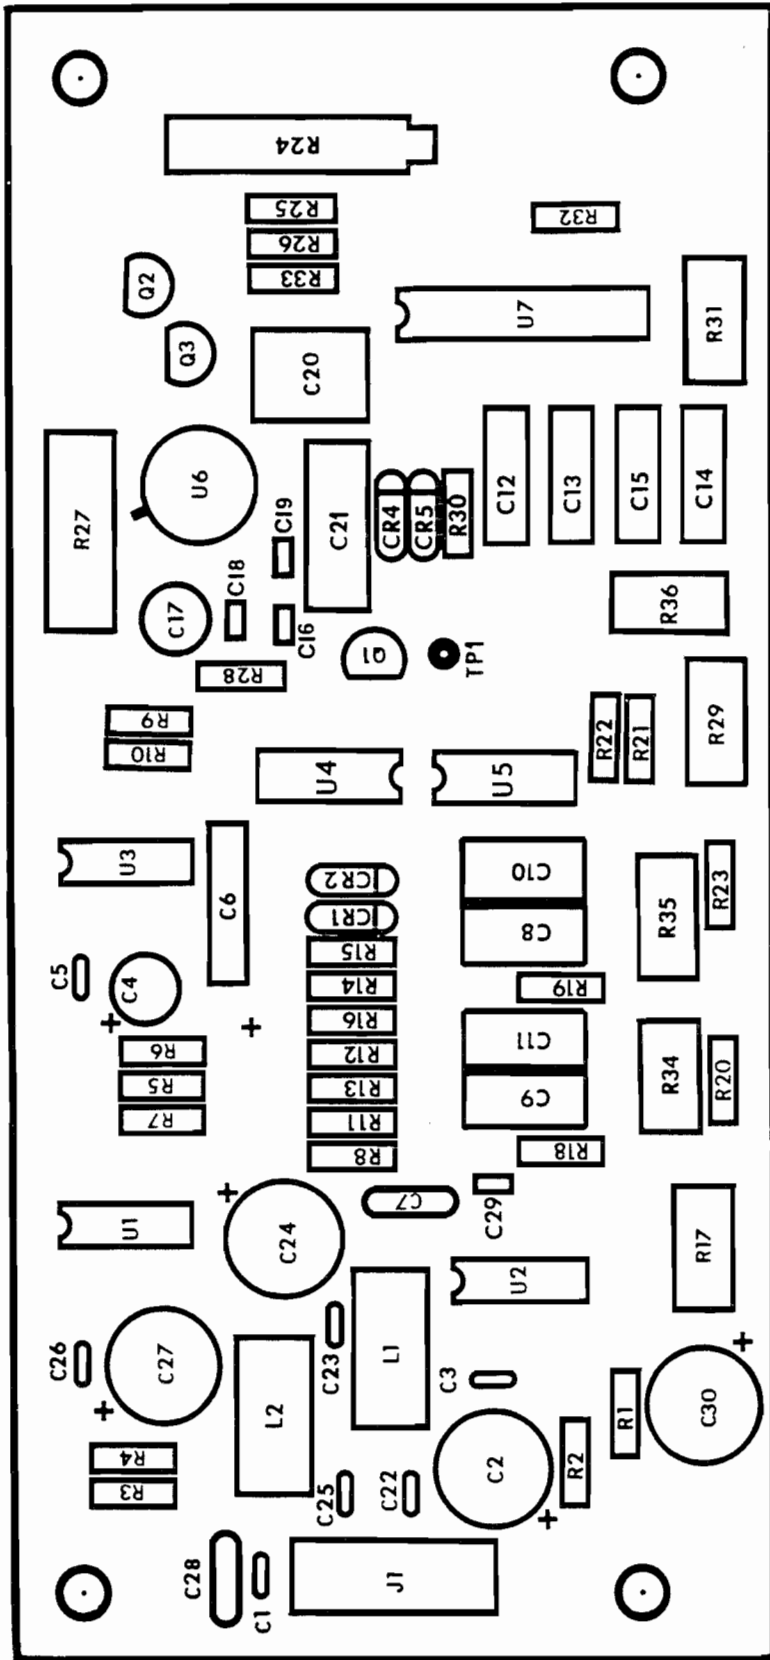 R24
R25
R26
R33
R32
Q2
Q3
U7
R31
C20
R27
U6
C21
CR4
CR5
R30
C12
C13
C15
C14
C19
C18
C17
C16
R28
Q1
TP1
R36
R9
R10
U4
U5
R22
R21
R29
U3
C6
CR2
CR1
C10
C8
R35
R23
C5
C4
+
+
R15
R14
R16
R12
R13
R11
R8
R19
C11
C9
R34
R20
R6
R5
R7
R18
U1
+
C24
C7
C29
U2
R17
C26
C27
+
C23
L1
L2
C3
R1
C30
+
R4
R3
C25
C22
C2
+
R2
C28
C1
J1